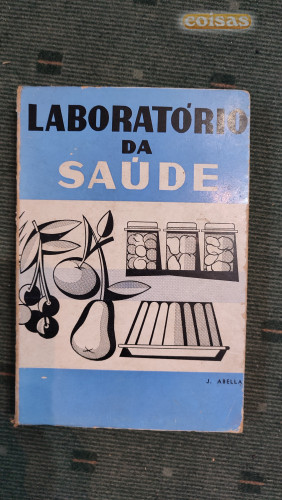 coisas
LABORATÓRIO
DA
SAÚDE
J. ABELLA